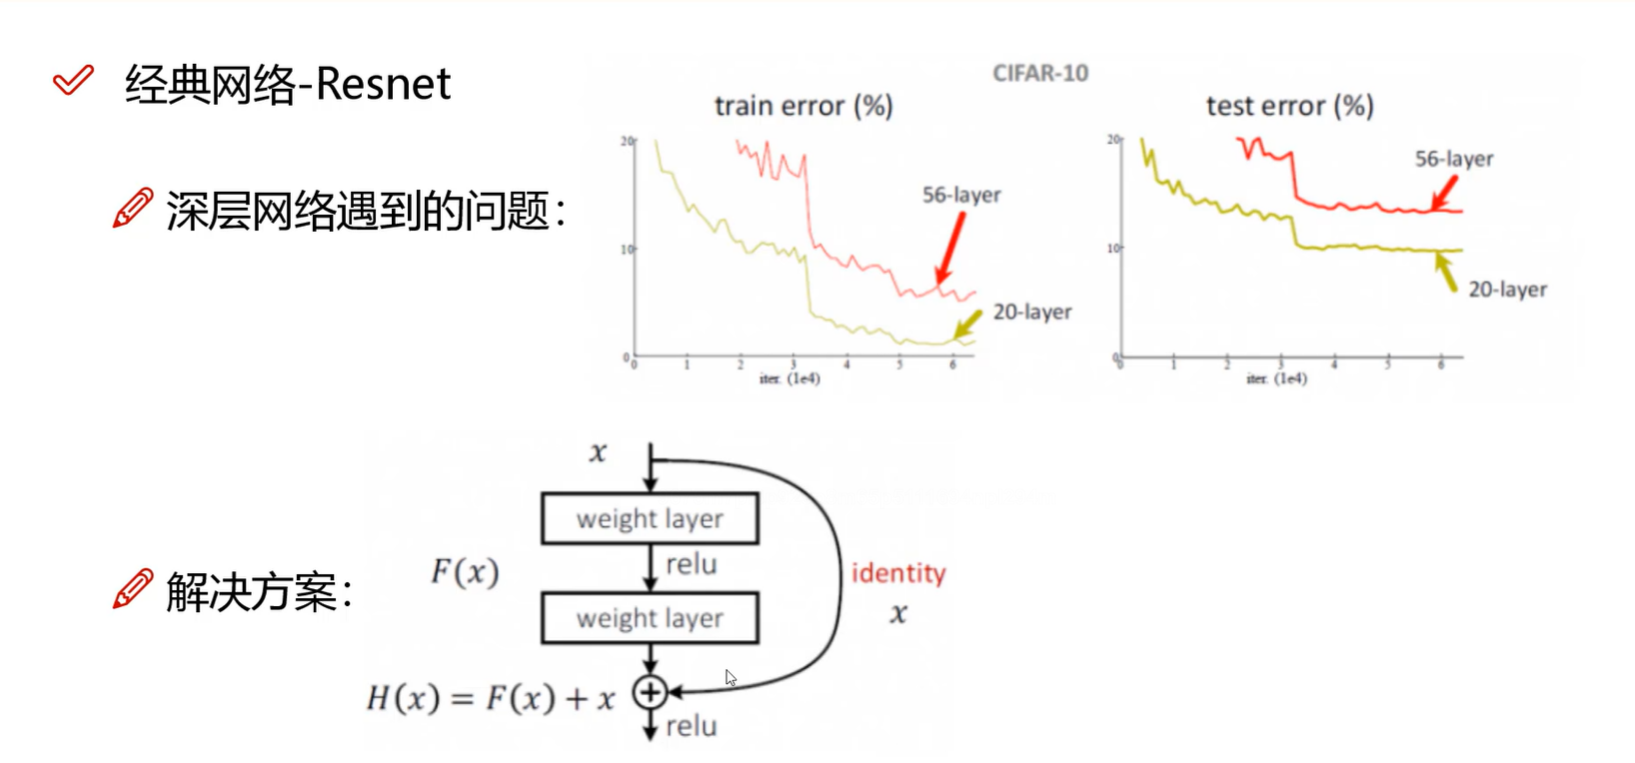 经典网络-Resnet
深层网络遇到的问题：
CIFAR-10
train error (%)
20
10
0
0 1 2 3 4 5 6
iter. (1e4)
56-layer
20-layer
test error (%)
20
10
0
0 1 2 3 4 5 6
iter. (1e4)
56-layer
20-layer
解决方案：
x
weight layer
F(x)
relu
weight layer
identity
x
H(x) = F(x) + x
relu